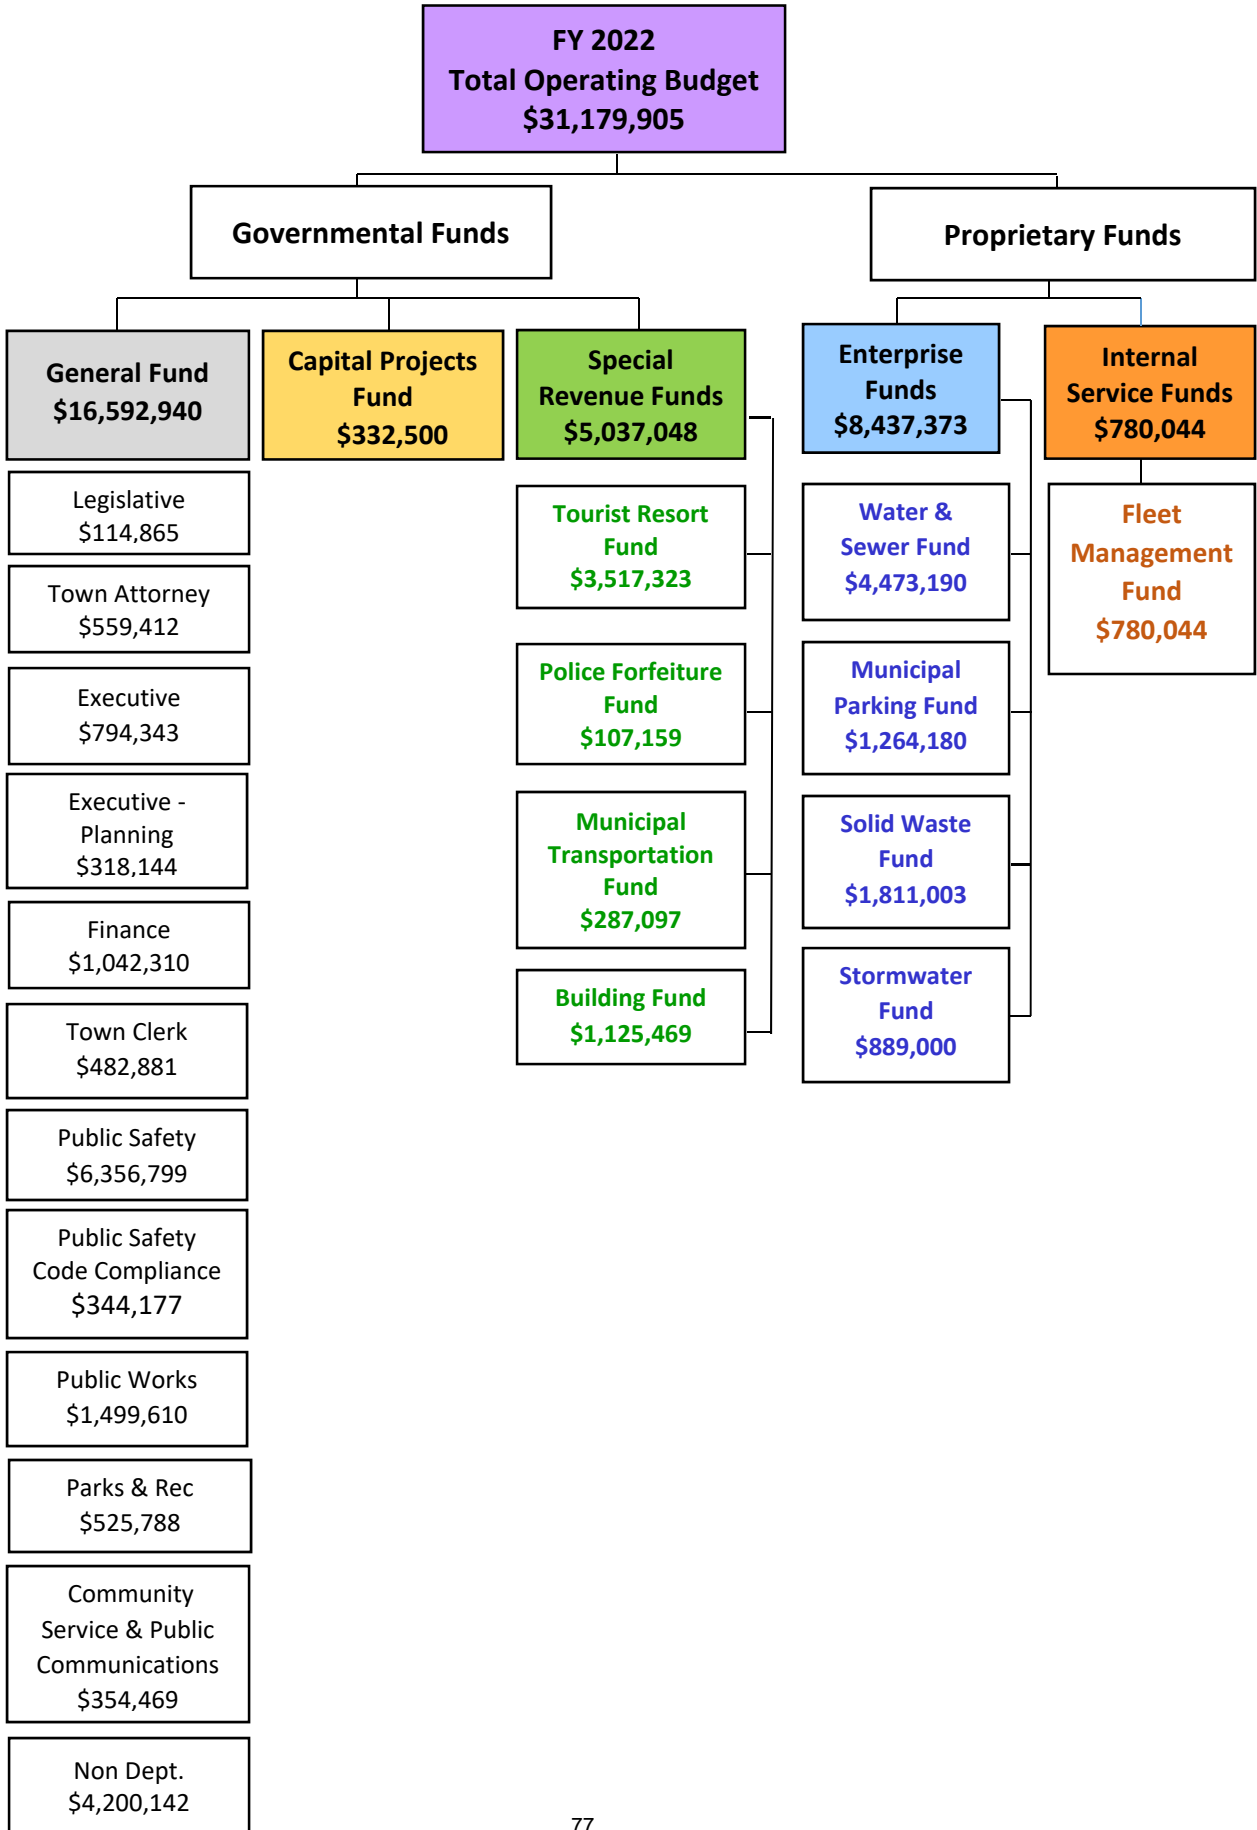 FY 2022
Total Operating Budget
$31,179,905
Governmental Funds
Proprietary Funds
General Fund
$16,592,940
Capital Projects
Fund
$332,500
Special
Revenue Funds
$5,037,048
Enterprise
Funds
$8,437,373
Internal
Service Funds
$780,044
Legislative
$114,865
Town Attorney
$559,412
Executive
$794,343
Executive -
Planning
$318,144
Finance
$1,042,310
Town Clerk
$482,881
Public Safety
$6,356,799
Public Safety
Code Compliance
$344,177
Public Works
$1,499,610
Parks & Rec
$525,788
Community
Service & Public
Communications
$354,469
Non Dept.
$4,200,142
Tourist Resort
Fund
$3,517,323
Police Forfeiture
Fund
$107,159
Municipal
Transportation
Fund
$287,097
Building Fund
$1,125,469
Water &
Sewer Fund
$4,473,190
Municipal
Parking Fund
$1,264,180
Solid Waste
Fund
$1,811,003
Stormwater
Fund
$889,000
Fleet
Management
Fund
$780,044
77